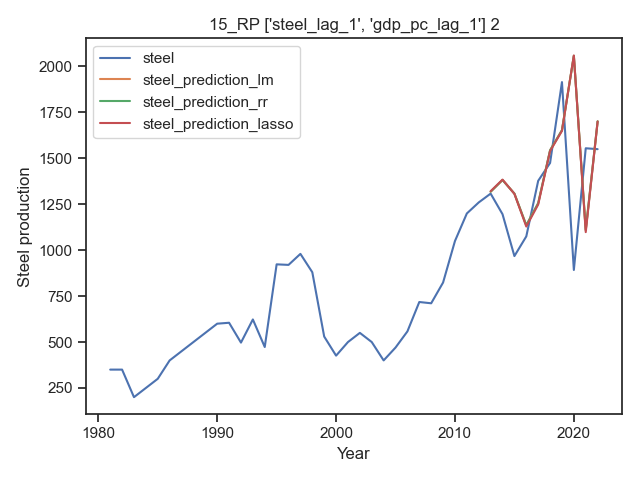 15_RP ['steel_lag_1', 'gdp_pc_lag_1'] 2
steel
steel_prediction_lm
steel_prediction_rr
steel_prediction_lasso
2000
1750
1500
1250
1000
750
500
250
Steel production
1980
1990
2000
2010
2020
Year